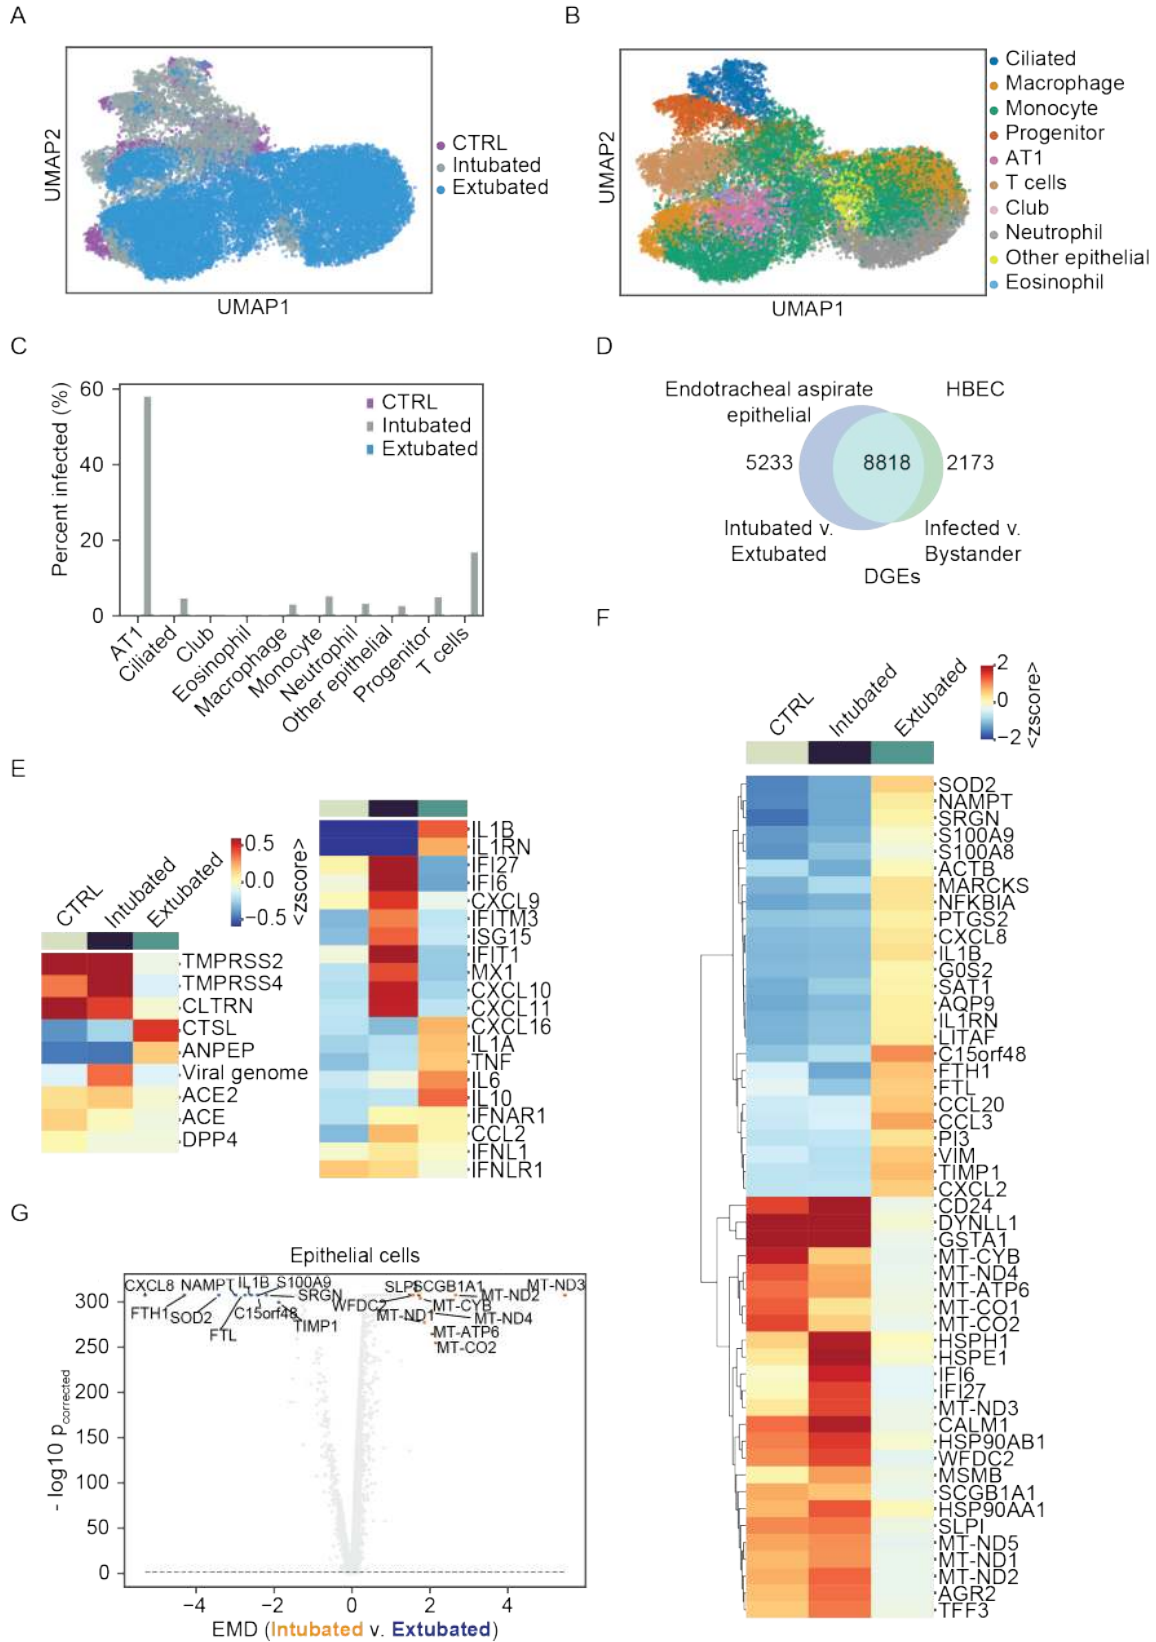 A
UMAP2
UMAP1
CTRL
Intubated
Extubated
B
UMAP2
UMAP1
Ciliated
Macrophage
Monocyte
Progenitor
AT1
T cells
Club
Neutrophil
Other epithelial
Eosinophil
C
Percent infected (%)
60
40
20
0
CTRL
Intubated
Extubated
AT1
Ciliated
Club
Eosinophil
Macrophage
Monocyte
Neutrophil
Other epithelial
Progenitor
T cells
D
Endotracheal aspirate
epithelial
HBEC
5233
8818
2173
Intubated v.
Extubated
Infected v.
Bystander
DGEs
E
CTRL
Intubated
Extubated
0.5
0.0
−0.5
<zscore>
TMPRSS2
TMPRSS4
CLTRN
CTSL
ANPEP
Viral genome
ACE2
ACE
DPP4
IL1B
IL1RN
IFI27
IFI6
CXCL9
IFITM3
ISG15
IFIT1
MX1
CXCL10
CXCL11
CXCL16
IL1A
TNF
IL6
IL10
IFNAR1
CCL2
IFNL1
IFNLR1
F
CTRL
Intubated
Extubated
2
0
−2
<zscore>
SOD2
NAMPT
SRGN
S100A9
S100A8
ACTB
MARCKS
NFKBIA
PTGS2
CXCL8
IL1B
G0S2
SAT1
AQP9
IL1RN
LITAF
C15orf48
FTH1
FTL
CCL20
CCL3
PI3
VIM
TIMP1
CXCL2
CD24
DYNLL1
GSTA1
MT-CYB
MT-ND4
MT-ATP6
MT-CO1
MT-CO2
HSPH1
HSPE1
IFI6
IFI27
MT-ND3
CALM1
HSP90AB1
WFDC2
MSMB
SCGB1A1
HSP90AA1
SLPI
MT-ND5
MT-ND1
MT-ND2
AGR2
TFF3
G
Epithelial cells
- log10 p corrected
300
250
200
150
100
50
0
CXCL8 NAMPT IL1B S100A9
FTH1 SOD2 C15orf48 SRGN
FTL
TIMP1
SLPI SCGB1A1 MT-ND3
WFDC2 MT-CYB MT-ND2
MT-ND1 MT-ND4
MT-ATP6
MT-CO2
−4 −2 0 2 4
EMD (Intubated v. Extubated)